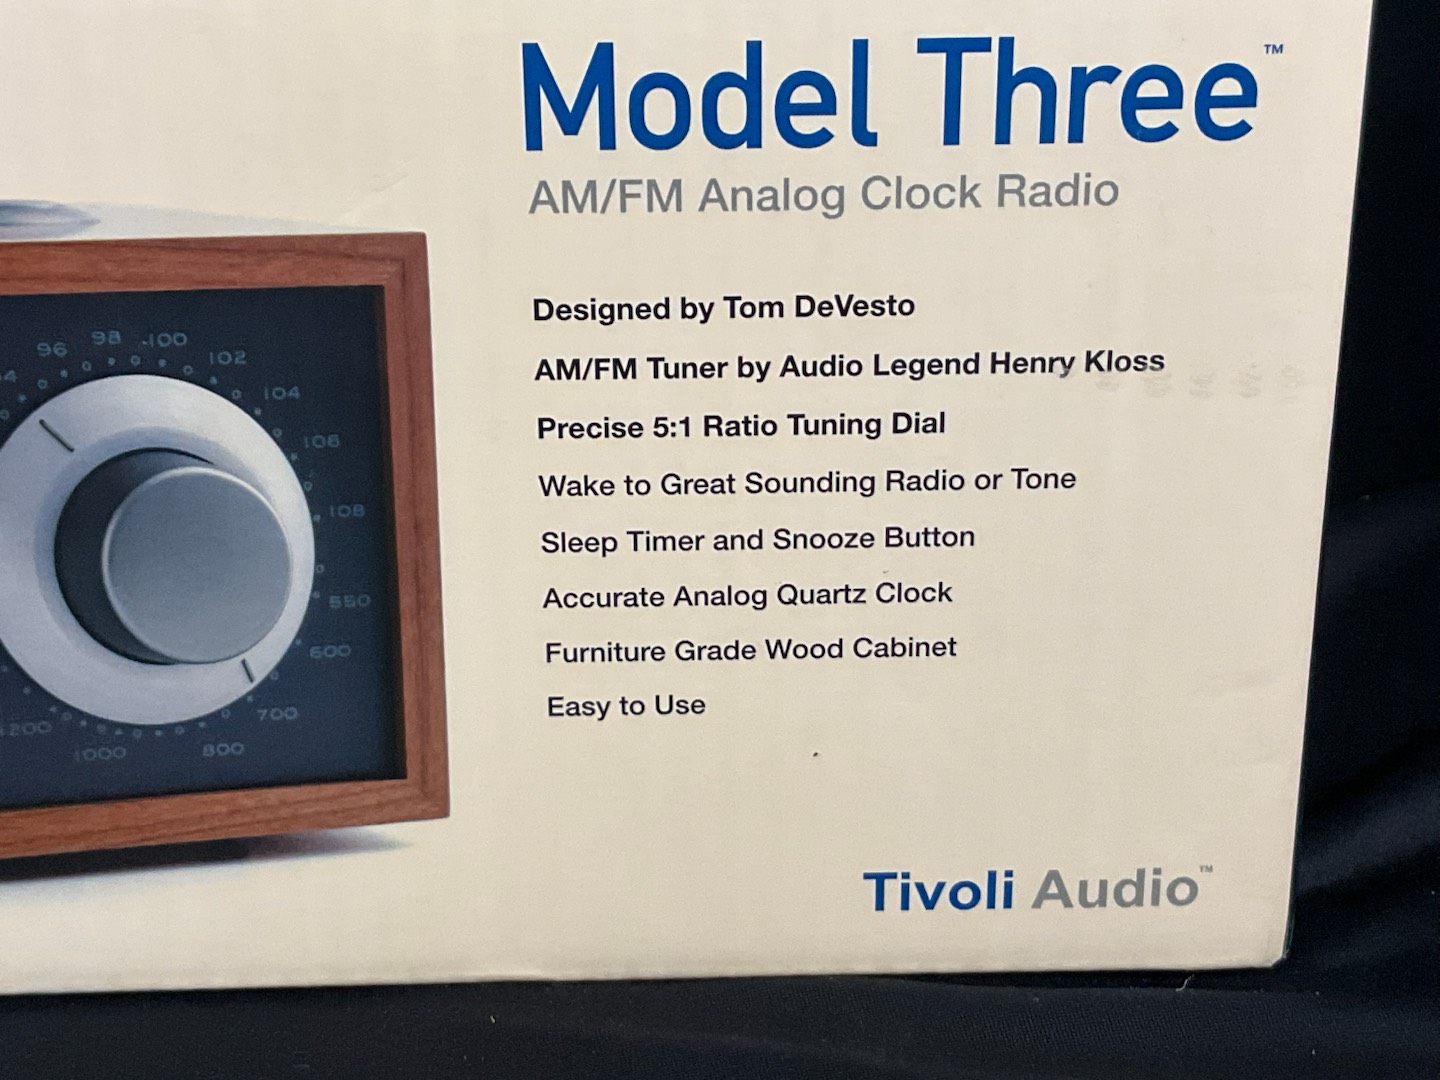 Model Three™
AM/FM Analog Clock Radio
Designed by Tom DeVesto
AM/FM Tuner by Audio Legend Henry Kloss
Precise 5:1 Ratio Tuning Dial
Wake to Great Sounding Radio or Tone
Sleep Timer and Snooze Button
Accurate Analog Quartz Clock
Furniture Grade Wood Cabinet
Easy to Use
Tivoli Audio™
96
98
100
102
104
106
108
550
600
700
800
1000
1200